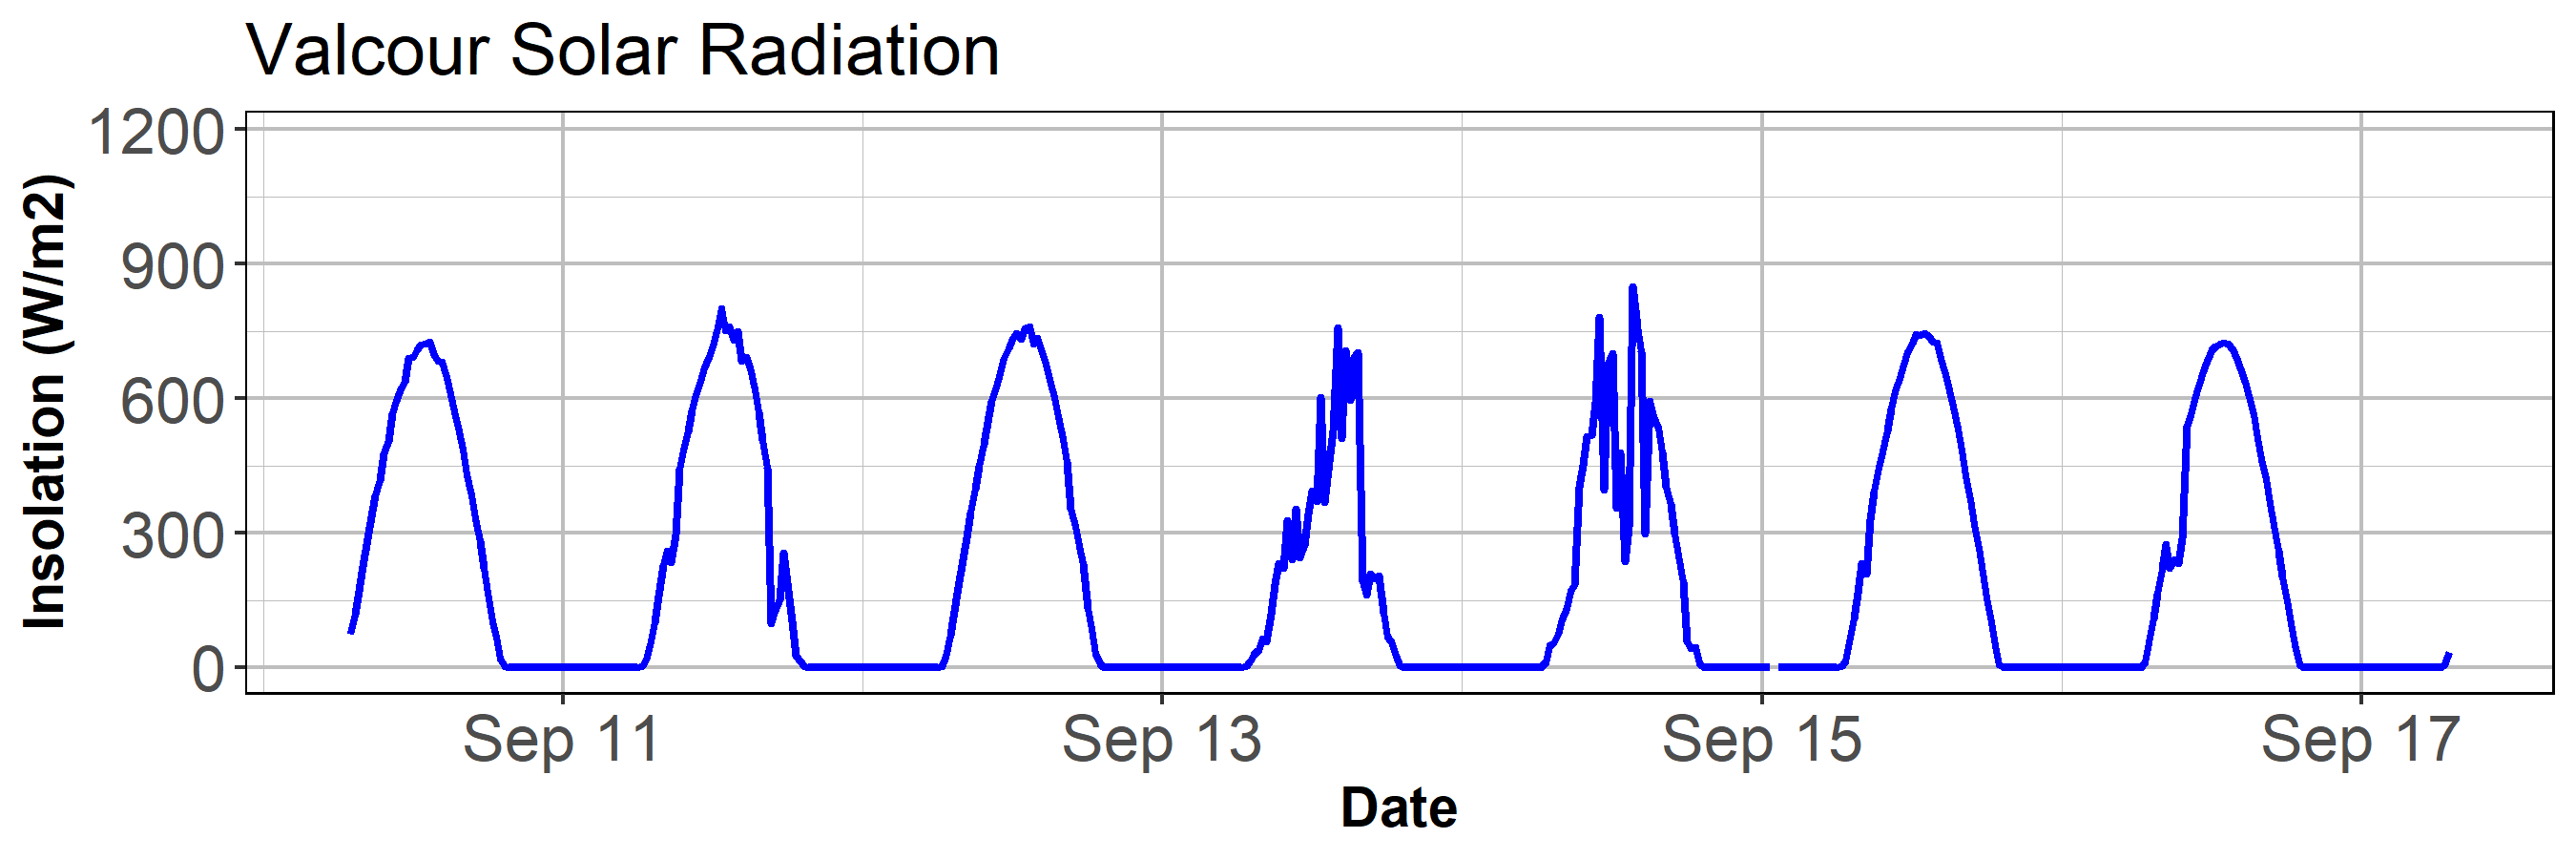 Valcour Solar Radiation
1200
900
600
300
0
Insolation (W/m2)
Sep 11
Sep 13
Sep 15
Sep 17
Date